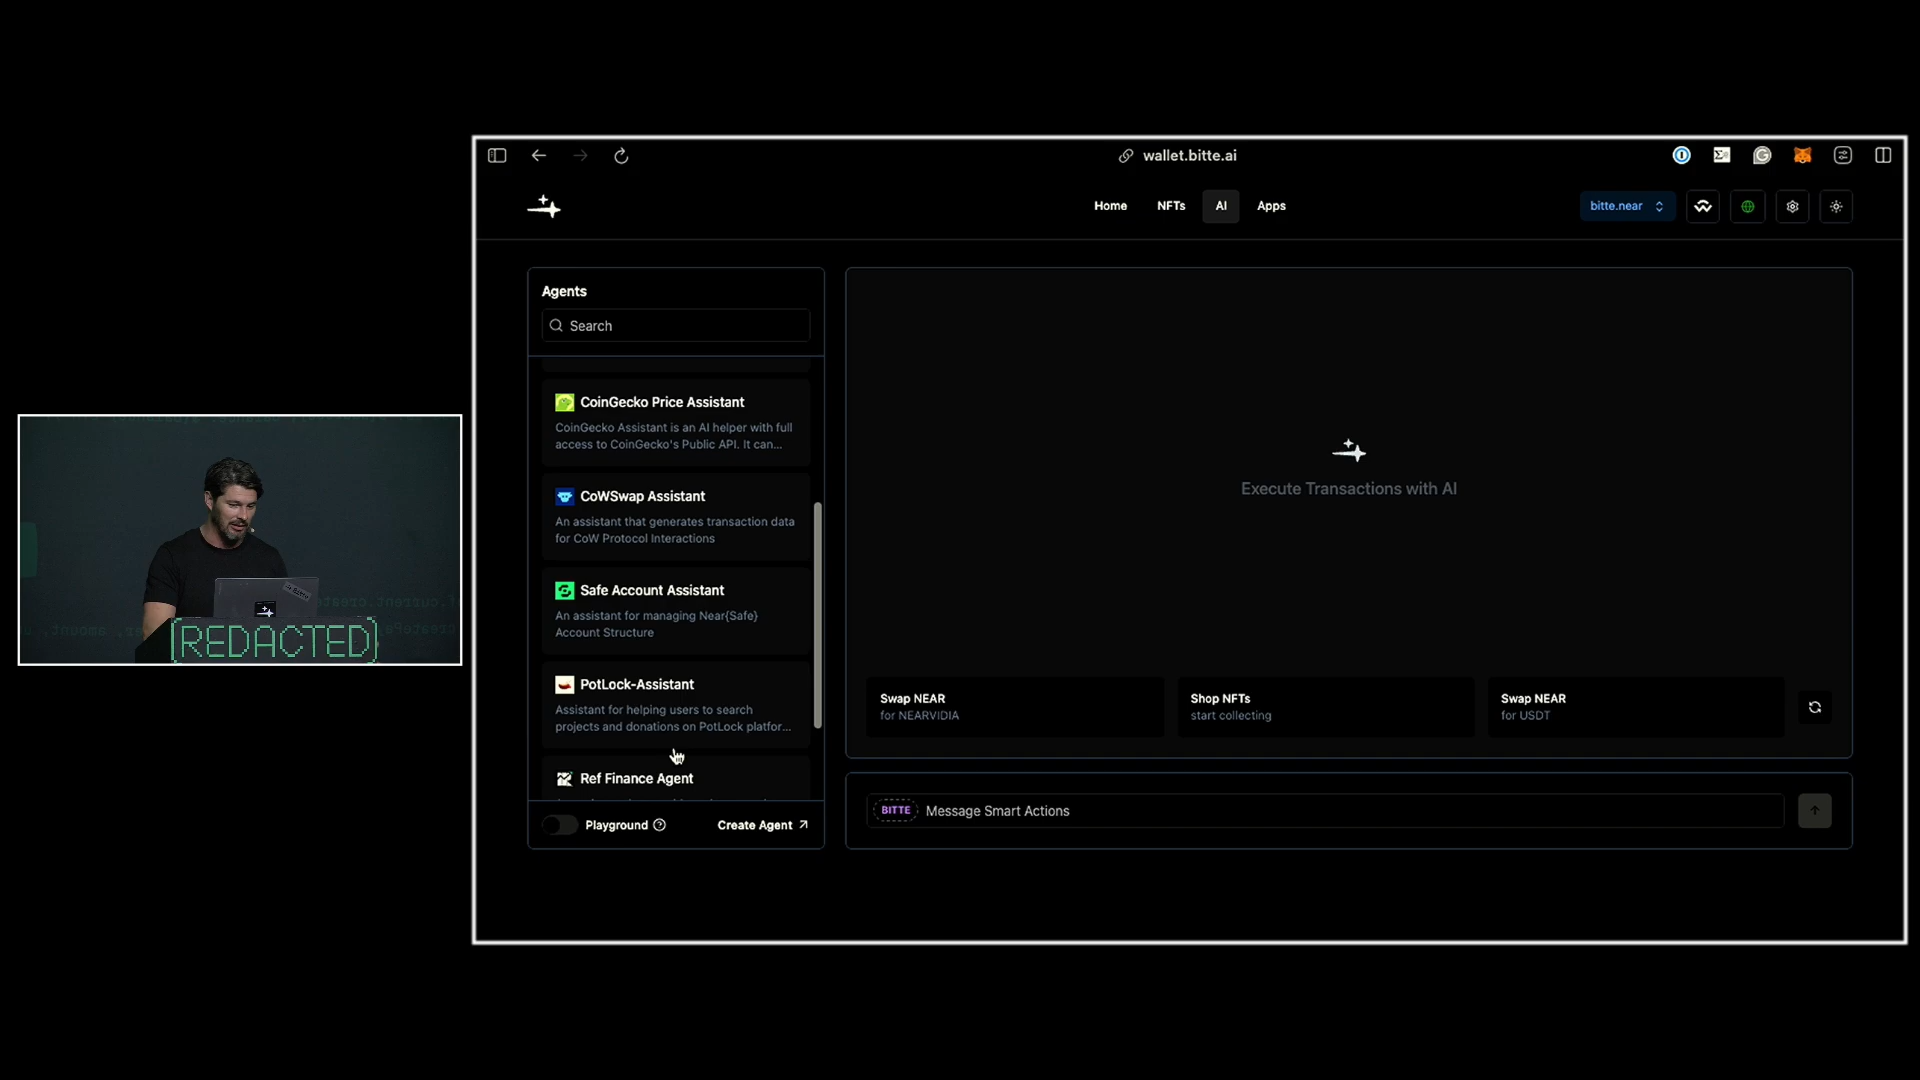 wallet.bitte.ai
Home
NFTs
AI
Apps
bitte.near
Agents
Search
CoinGecko Price Assistant
CoinGecko Assistant is an AI helper with full
access to CoinGecko's Public API. It can...
CoWSwap Assistant
An assistant that generates transaction data
for CoW Protocol Interactions
Safe Account Assistant
An assistant for managing Near{Safe}
Account Structure
PotLock-Assistant
Assistant for helping users to search
projects and donations on PotLock platfor...
Ref Finance Agent
Playground
Create Agent
Execute Transactions with AI
Swap NEAR
for NEARVIDIA
Shop NFTs
start collecting
Swap NEAR
for USDT
BITTE
Message Smart Actions
[REDACTED]